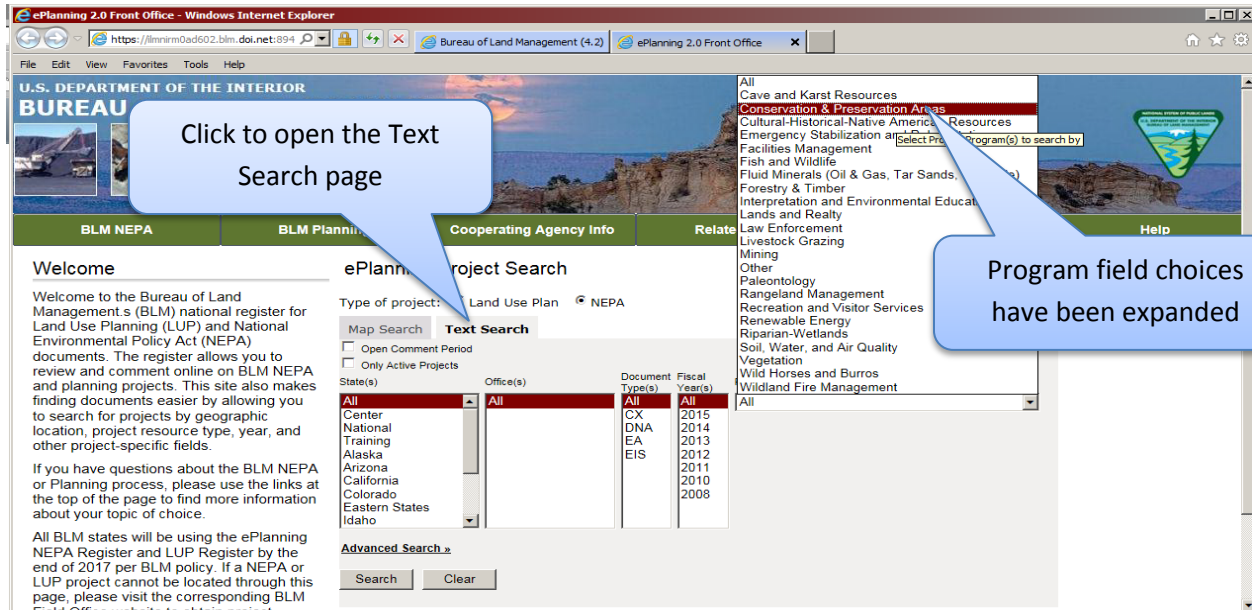 ePlanning 2.0 Front Office - Windows Internet Explorer
https://ilmnirm0ad602.blm.doi.net:894
Bureau of Land Management (4.2)
ePlanning 2.0 Front Office
File Edit View Favorites Tools Help
U.S. DEPARTMENT OF THE INTERIOR
BUREAU
Click to open the Text
Search page
All
Cave and Karst Resources
Conservation & Preservation Areas
Cultural-Historical-Native American Resources
Emergency Stabilization and
Select Program(s) to search by
Facilities Management
Fish and Wildlife
Fluid Minerals (Oil & Gas, Tar Sands,
Forestry & Timber
Interpretation and Environmental
Lands and Realty
Law Enforcement
Livestock Grazing
Mining
Other
Paleontology
Rangeland Management
Recreation and Visitor Services
Renewable Energy
Riparian-Wetlands
Soil, Water, and Air Quality
Vegetation
Wild Horses and Burros
Wildland Fire Management
All
Program field choices
have been expanded
NATIONAL SYSTEM OF PUBLIC LANDS
U.S. DEPARTMENT OF THE INTERIOR
BUREAU OF LAND MANAGEMENT
BLM NEPA
BLM
Cooperating Agency Info
Help
Welcome
Welcome to the Bureau of Land
Management.s (BLM) national register for
Land Use Planning (LUP) and National
Environmental Policy Act (NEPA)
documents. The register allows you to
review and comment online on BLM NEPA
and planning projects. This site also makes
finding documents easier by allowing you
to search for projects by geographic
location, project resource type, year, and
other project-specific fields.
If you have questions about the BLM NEPA
or Planning process, please use the links at
the top of the page to find more information
about your topic of choice.
All BLM states will be using the ePlanning
NEPA Register and LUP Register by the
end of 2017 per BLM policy. If a NEPA or
LUP project cannot be located through this
page, please visit the corresponding BLM
ePlanning Project Search
Type of project: Land Use Plan NEPA
Map Search Text Search
Open Comment Period
Only Active Projects
State(s)
All
Center
National
Training
Alaska
Arizona
California
Colorado
Eastern States
Idaho
Office(s)
All
Document
Type(s)
All
CX
DNA
EA
EIS
Fiscal
Year(s)
All
2015
2014
2013
2012
2011
2010
2008
Advanced Search »
Search Clear